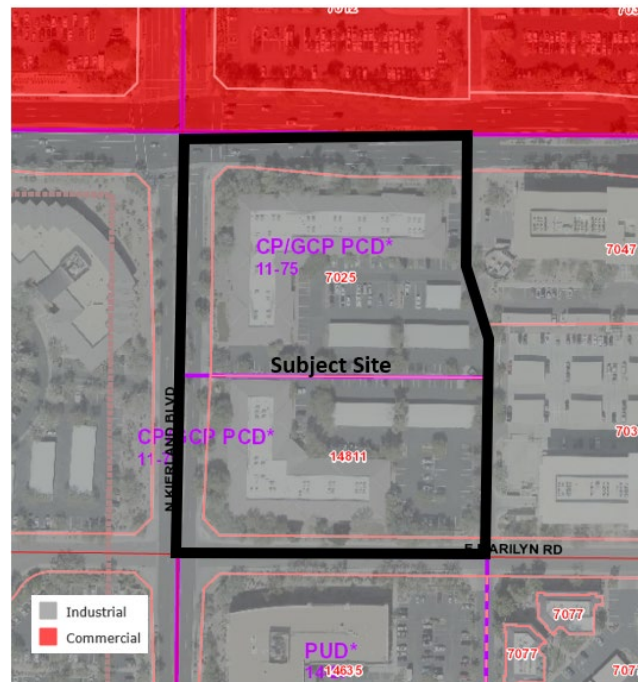 7012
CP/GCP PCD*
11-75
7025
7047
Subject Site
N KIERLAND BLVD
CP/GCP PCD*
14811
E MARILYN RD
Industrial
Commercial
PUD*
14635
7077
7077